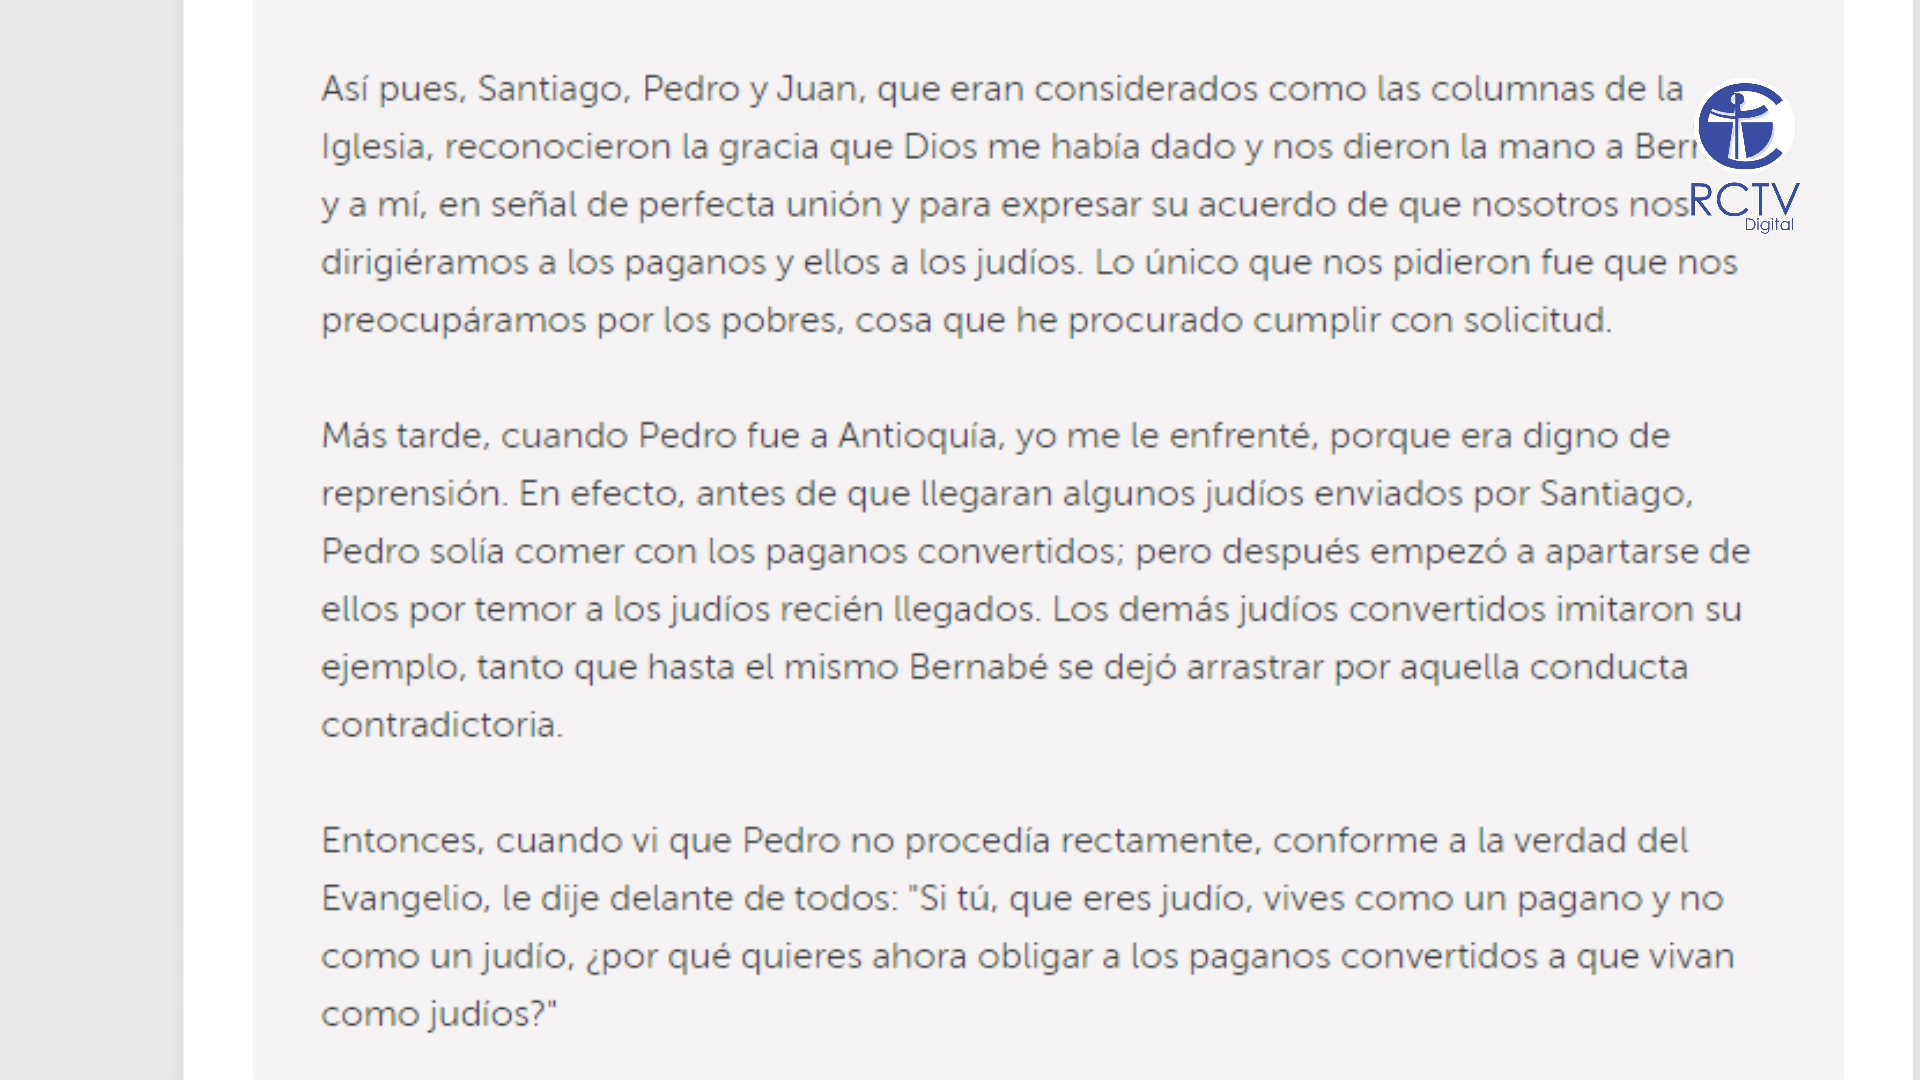 Así pues, Santiago, Pedro y Juan, que eran considerados como las columnas de la
Iglesia, reconocieron la gracia que Dios me había dado y nos dieron la mano a
y a mí, en señal de perfecta unión y para expresar su acuerdo de que nosotros nos
dirigiéramos a los paganos y ellos a los judíos. Lo único que nos pidieron fue que nos
preocupáramos por los pobres, cosa que he procurado cumplir con solicitud.
Más tarde, cuando Pedro fue a Antioquía, yo me le enfrenté, porque era digno de
reprensión. En efecto, antes de que llegaran algunos judíos enviados por Santiago,
Pedro solía comer con los paganos convertidos; pero después empezó a apartarse de
ellos por temor a los judíos recién llegados. Los demás judíos convertidos imitaron su
ejemplo, tanto que hasta el mismo Bernabé se dejó arrastrar por aquella conducta
contradictoria.
Entonces, cuando vi que Pedro no procedía rectamente, conforme a la verdad del
Evangelio, le dije delante de todos: "Si tú, que eres judío, vives como un pagano y no
como un judío, ¿por qué quieres ahora obligar a los paganos convertidos a que vivan
como judíos?"
RCTV
Digital